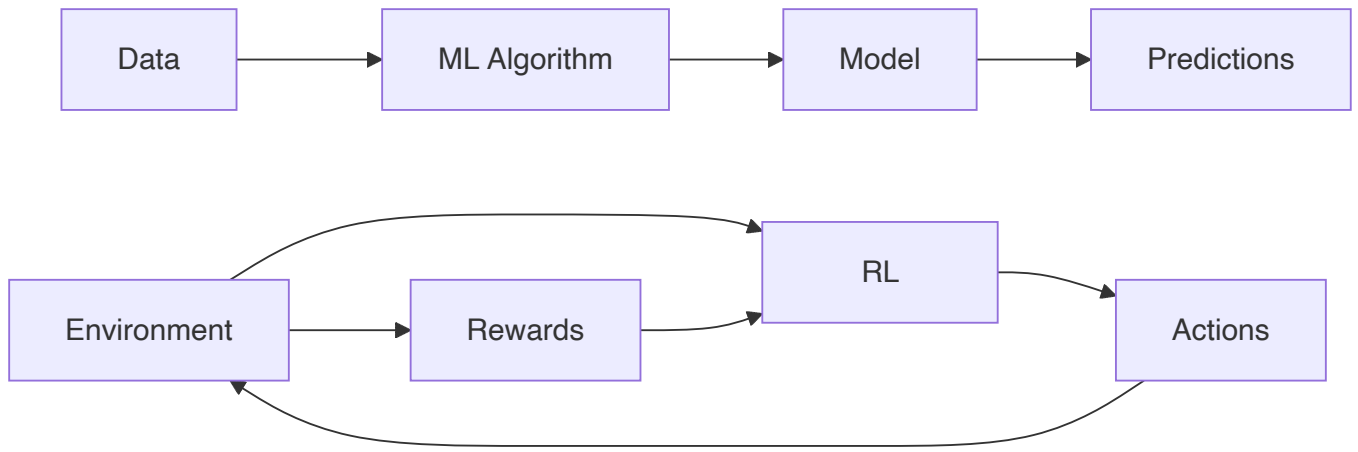 Data
ML Algorithm
Model
Predictions
Environment
Rewards
RL
Actions